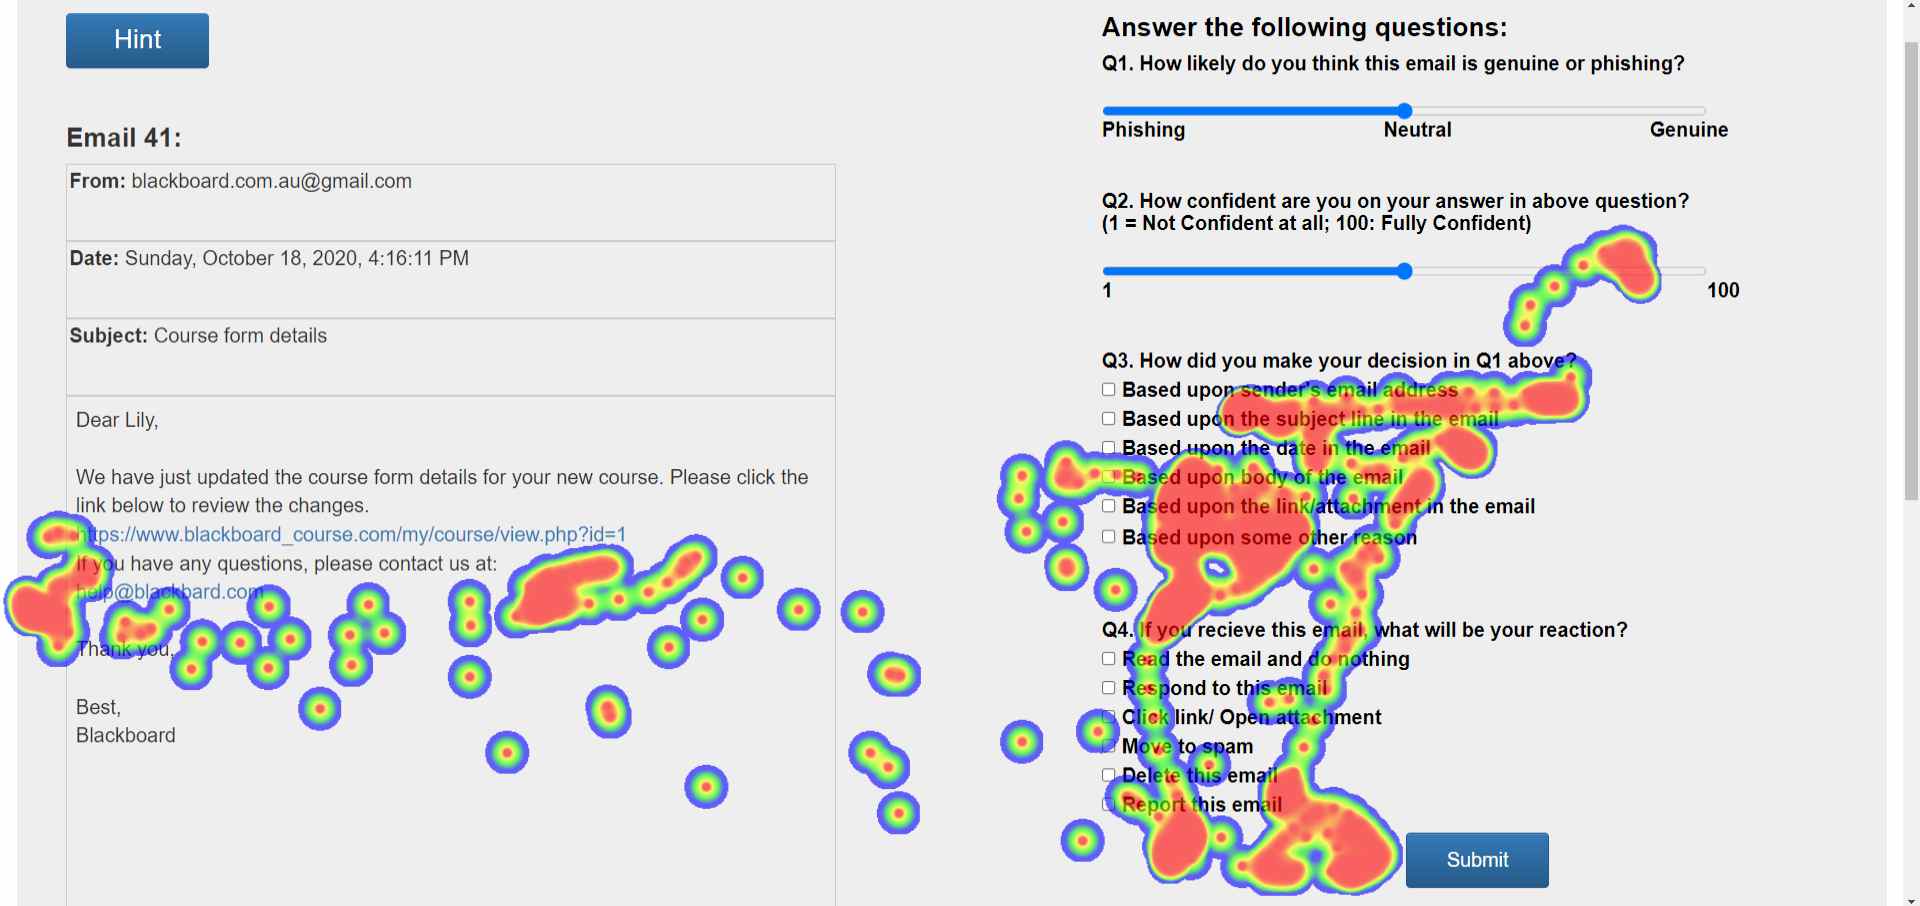 Hint
Email 41:
From: blackboard.com.au@gmail.com
Date: Sunday, October 18, 2020, 4:16:11 PM
Subject: Course form details
Dear Lily,
We have just updated the course form details for your new course. Please click the
link below to review the changes.
https://www.blackboard_course.com/my/course/view.php?id=1
If you have any questions, please contact us at:
help@blackbard.com
Thank you,
Best,
Blackboard
Answer the following questions:
Q1. How likely do you think this email is genuine or phishing?
Phishing Neutral Genuine
Q2. How confident are you on your answer in above question?
(1 = Not Confident at all; 100: Fully Confident)
1 100
Q3. How did you make your decision in Q1 above?
Based upon sender's email address
Based upon the subject line in the email
Based upon the date in the email
Based upon body of the email
Based upon the link/attachment in the email
Based upon some other reason
Q4. If you recieve this email, what will be your reaction?
Read the email and do nothing
Respond to this email
Click link/ Open attachment
Move to spam
Delete this email
Report this email
Submit